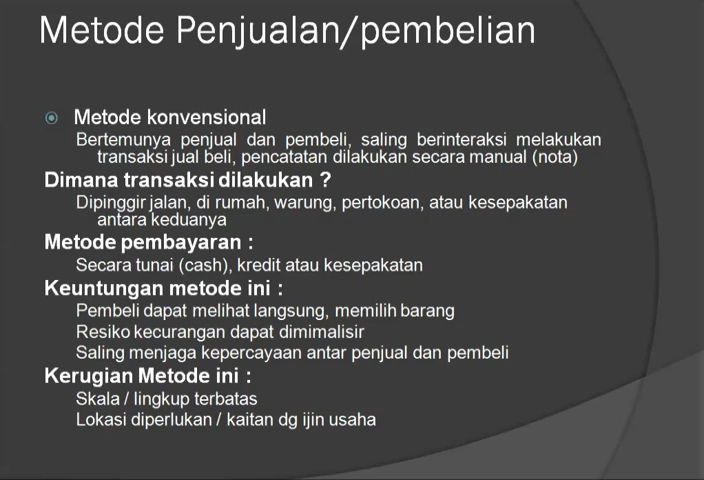 Metode Penjualan/pembelian
Metode konvensional
Bertemunya penjual dan pembeli, saling berinteraksi melakukan
transaksi jual beli, pencatatan dilakukan secara manual (nota)
Dimana transaksi dilakukan ?
Dipinggir jalan, di rumah, warung, pertokoan, atau kesepakatan
antara keduanya
Metode pembayaran :
Secara tunai (cash), kredit atau kesepakatan
Keuntungan metode ini :
Pembeli dapat melihat langsung, memilih barang
Resiko kecurangan dapat dimimalisir
Saling menjaga kepercayaan antar penjual dan pembeli
Kerugian Metode ini :
Skala / lingkup terbatas
Lokasi diperlukan / kaitan dg ijin usaha